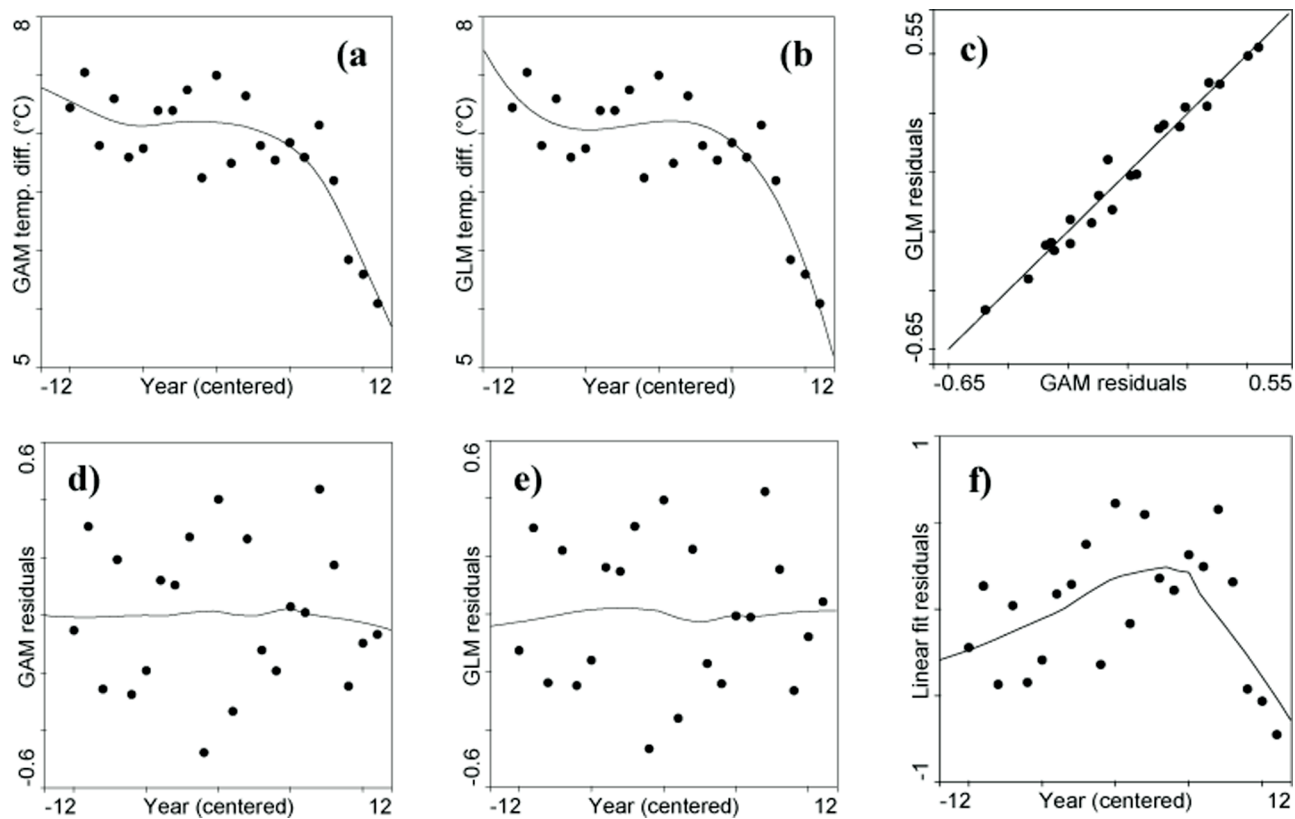 8
(a
GAM temp. diff. (°C)
5
-12
Year (centered)
12
8
(b
GLM temp. diff. (°C)
5
-12
Year (centered)
12
0.55
c)
GLM residuals
-0.65
-0.65
GAM residuals
0.55
0.6
d)
GAM residuals
-0.6
-12
Year (centered)
12
0.6
e)
GLM residuals
-0.6
-12
Year (centered)
12
1
f)
Linear fit residuals
-1
-12
Year (centered)
12